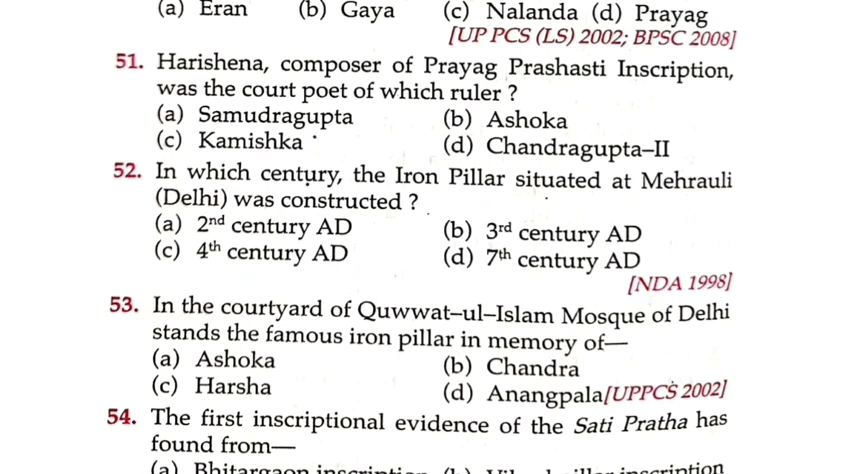 (a) Eran (b) Gaya (c) Nalanda (d) Prayag
[UP PCS (LS) 2002; BPSC 2008]
51. Harishena, composer of Prayag Prashasti Inscription,
was the court poet of which ruler ?
(a) Samudragupta (b) Ashoka
(c) Kamishka (d) Chandragupta–II
52. In which century, the Iron Pillar situated at Mehrauli
(Delhi) was constructed ?
(a) 2nd century AD (b) 3rd century AD
(c) 4th century AD (d) 7th century AD
[NDA 1998]
53. In the courtyard of Quwwat–ul–Islam Mosque of Delhi
stands the famous iron pillar in memory of—
(a) Ashoka (b) Chandra
(c) Harsha (d) Anangpala [UPPCS 2002]
54. The first inscriptional evidence of the Sati Pratha has
found from—
(a) Bhitargaon inscription (b) inscription